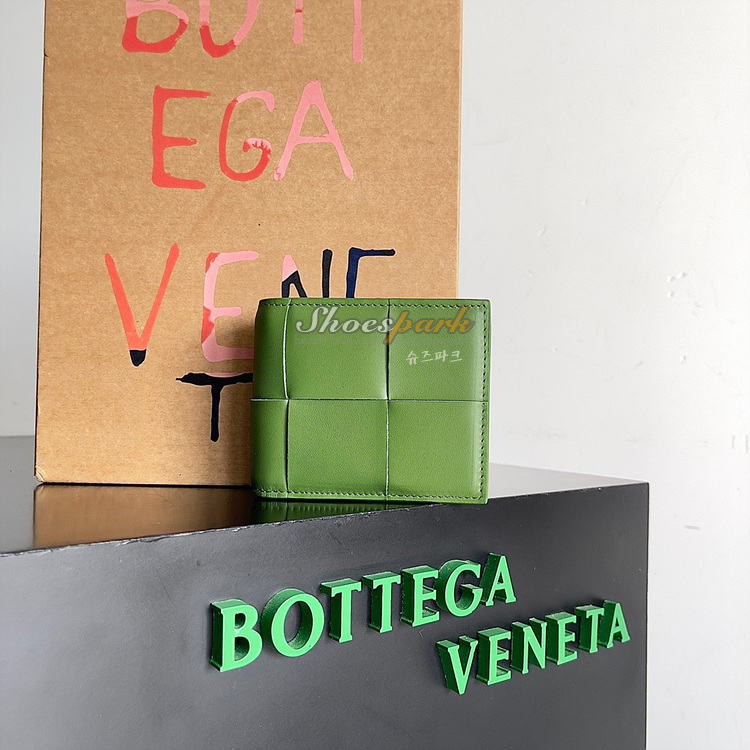 BOTT
EGA
VENE
T
Shoespark
슈즈파크
BOTTEGA
VENETA